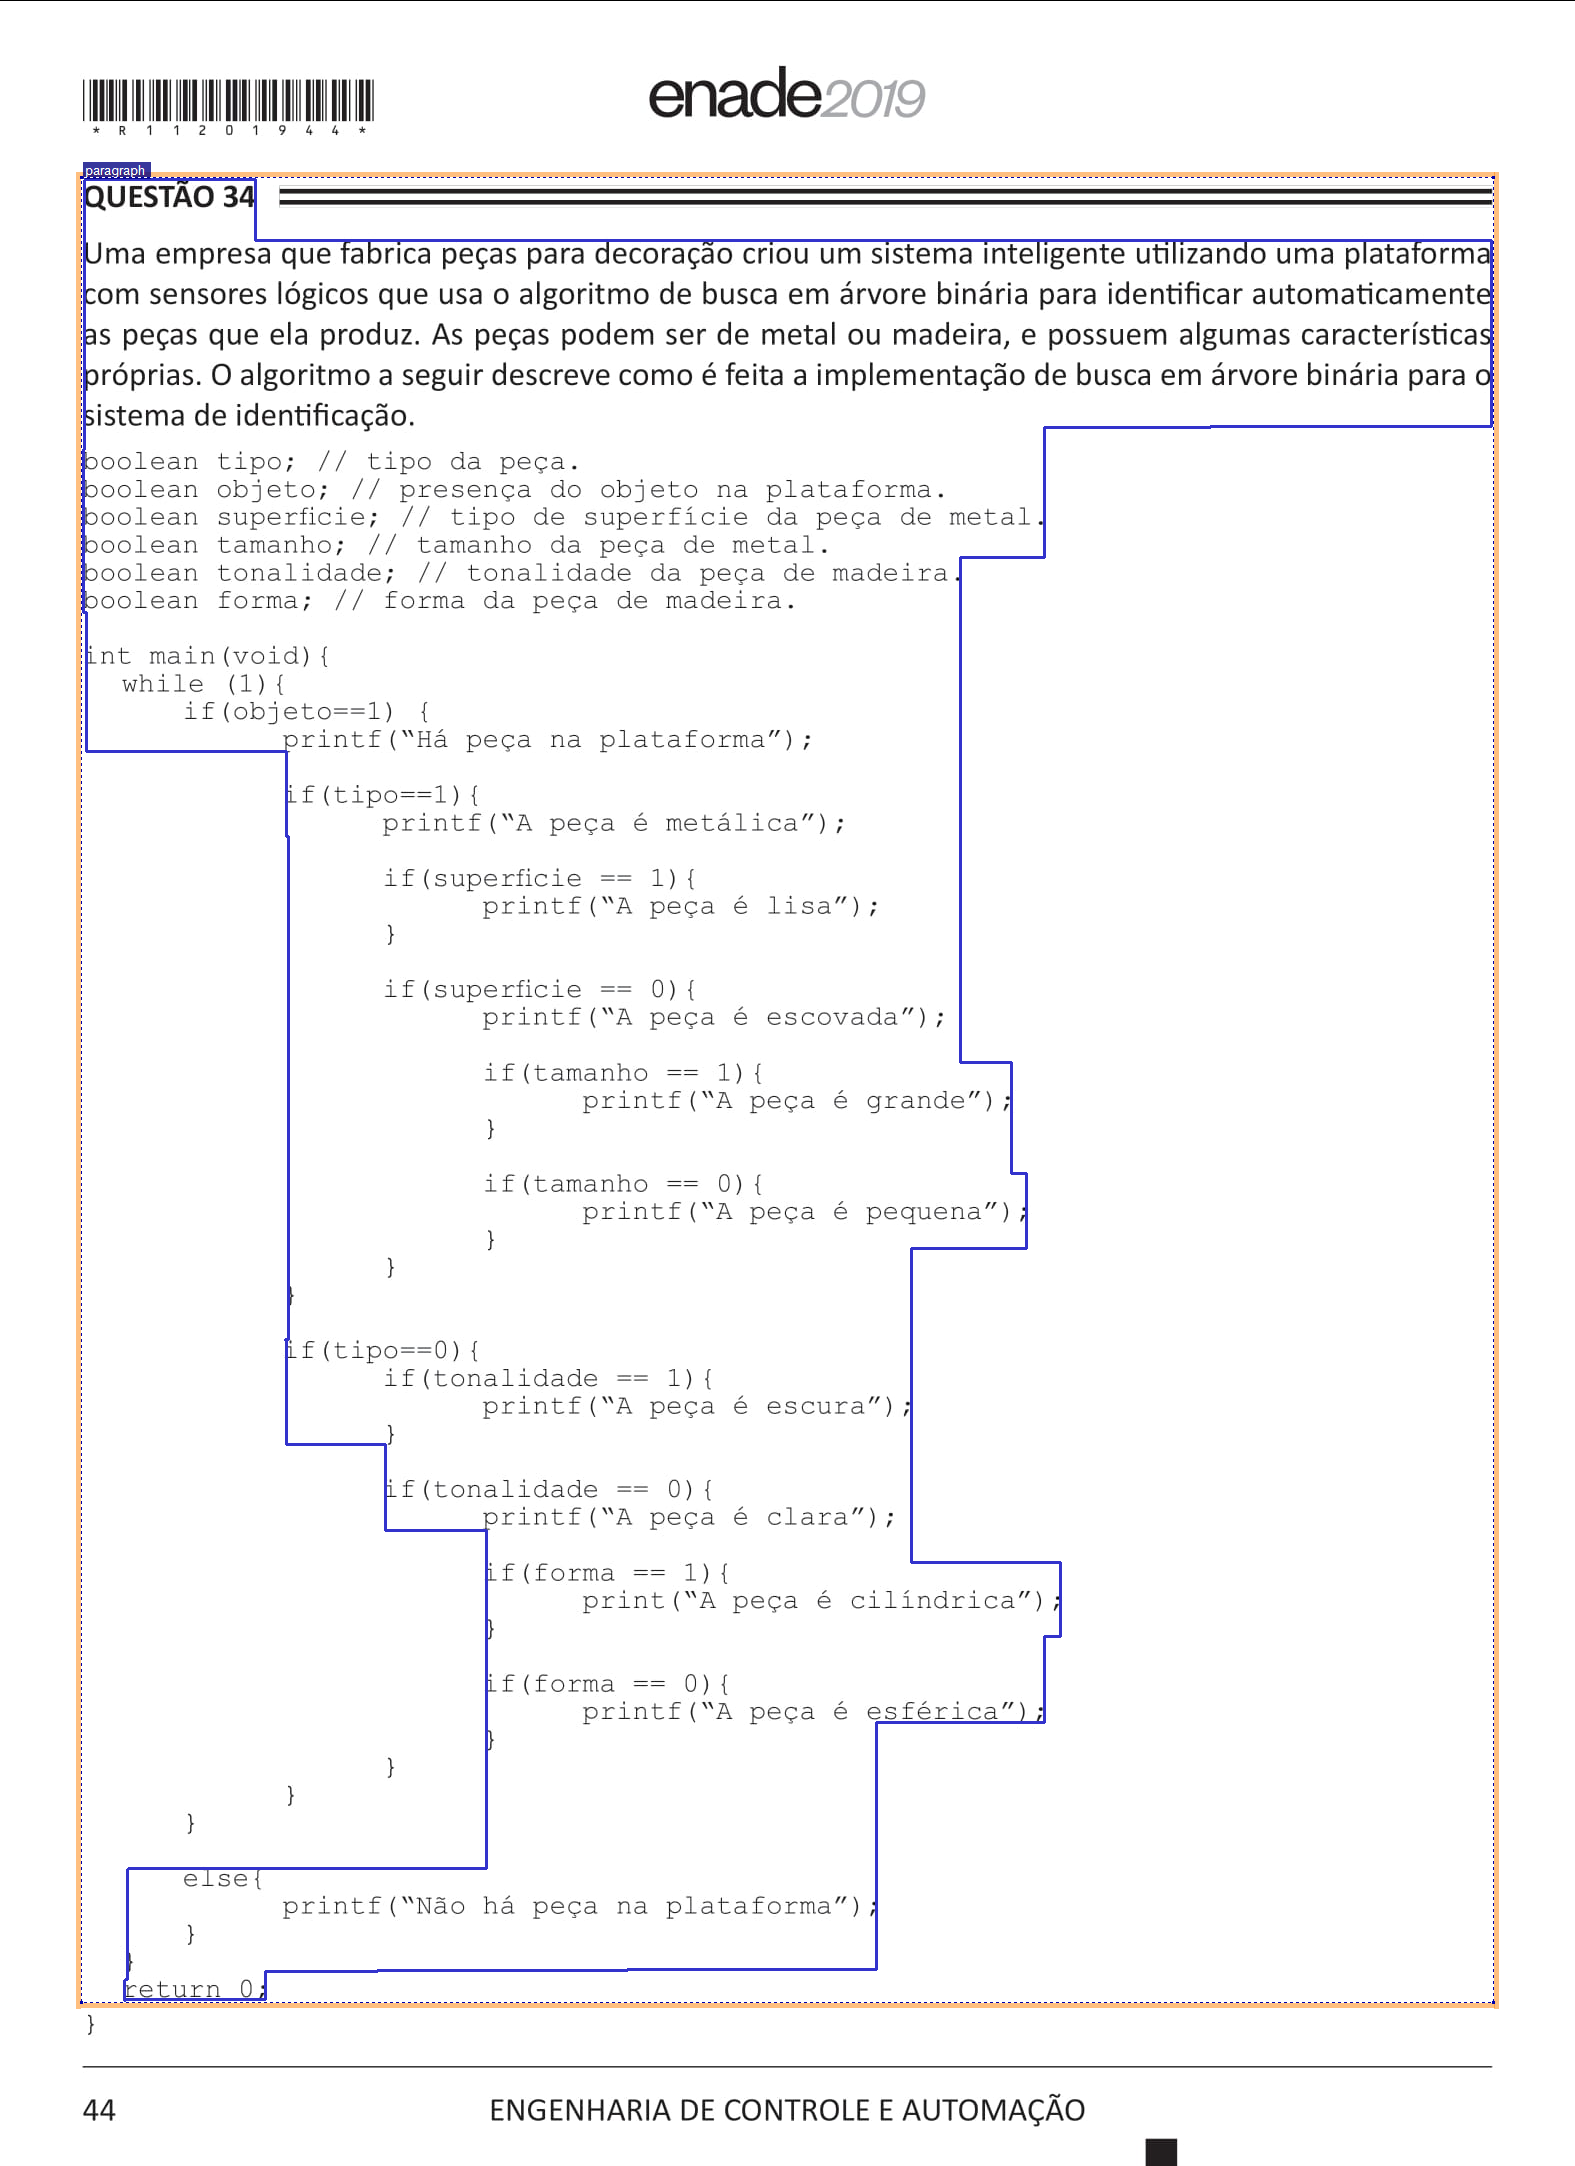 *R11201944*
enade2019
paragraph
QUESTÃO 34
Uma empresa que fabrica peças para decoração criou um sistema inteligente utilizando uma plataforma
com sensores lógicos que usa o algoritmo de busca em árvore binária para identificar automaticamente
as peças que ela produz. As peças podem ser de metal ou madeira, e possuem algumas características
próprias. O algoritmo a seguir descreve como é feita a implementação de busca em árvore binária para o
sistema de identificação.
boolean tipo; // tipo da peça.
boolean objeto; // presença do objeto na plataforma.
boolean superficie; // tipo de superfície da peça de metal.
boolean tamanho; // tamanho da peça de metal.
boolean tonalidade; // tonalidade da peça de madeira.
boolean forma; // forma da peça de madeira.
int main(void){
while (1){
if(objeto==1) {
printf(“Há peça na plataforma”);
if(tipo==1){
printf(“A peça é metálica”);
if(superficie == 1){
printf(“A peça é lisa”);
}
if(superficie == 0){
printf(“A peça é escovada”);
if(tamanho == 1){
printf(“A peça é grande”);
}
if(tamanho == 0){
printf(“A peça é pequena”);
}
}
}
if(tipo==0){
if(tonalidade == 1){
printf(“A peça é escura”);
}
if(tonalidade == 0){
printf(“A peça é clara”);
if(forma == 1){
print(“A peça é cilíndrica”);
}
if(forma == 0){
printf(“A peça é esférica”);
}
}
}
}
else{
printf(“Não há peça na plataforma”);
}
}
return 0;
}
44 ENGENHARIA DE CONTROLE E AUTOMAÇÃO